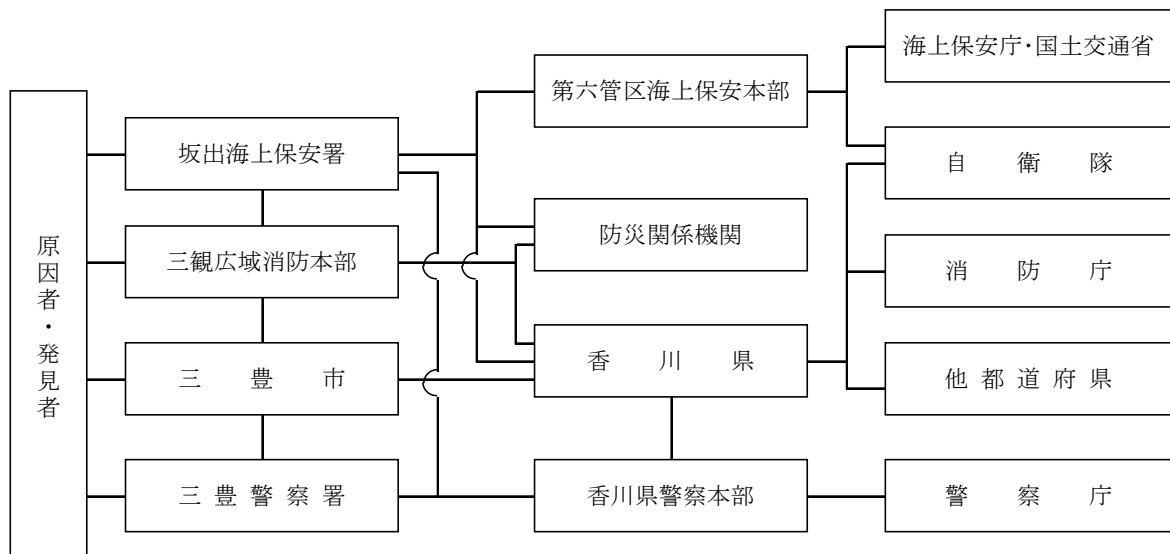 原因者・発見者
坂出海上保安署
三観広域消防本部
三豊市
三豊警察署
第六管区海上保安本部
防災関係機関
香川県
香川県警察本部
海上保安庁・国土交通省
自衛隊
消防庁
他都道府県
警察庁